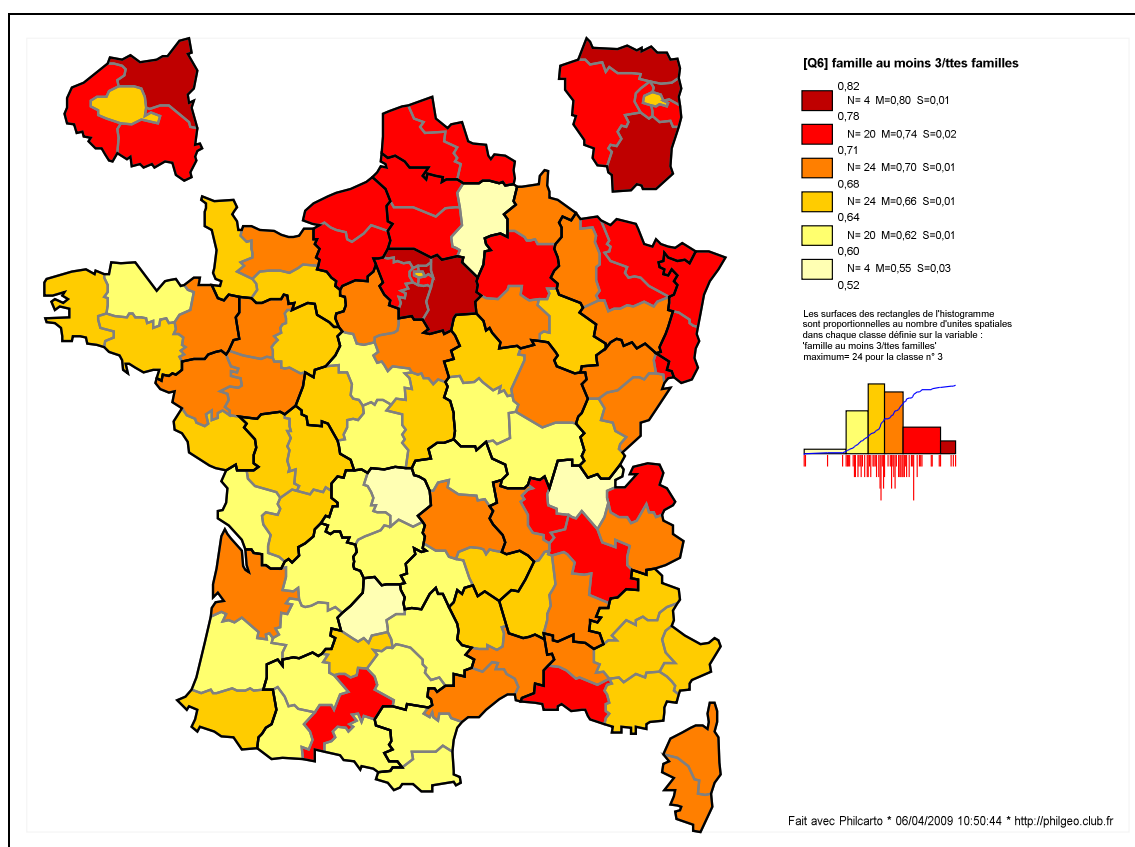 [Q6] famille au moins 3/ttes familles
0,82
N= 4 M=0,80 S=0,01
0,78
N= 20 M=0,74 S=0,02
0,71
N= 24 M=0,70 S=0,01
0,68
N= 24 M=0,66 S=0,01
0,64
N= 20 M=0,62 S=0,01
0,60
N= 4 M=0,55 S=0,03
0,52
Les surfaces des rectangles de l'histogramme
sont proportionnelles au nombre d'unites spatiales
dans chaque classe définie sur la variable :
'famille au moins 3/ttes familles'
maximum= 24 pour la classe n° 3
Fait avec Philcarto * 06/04/2009 10:50:44 * http://philgeo.club.fr